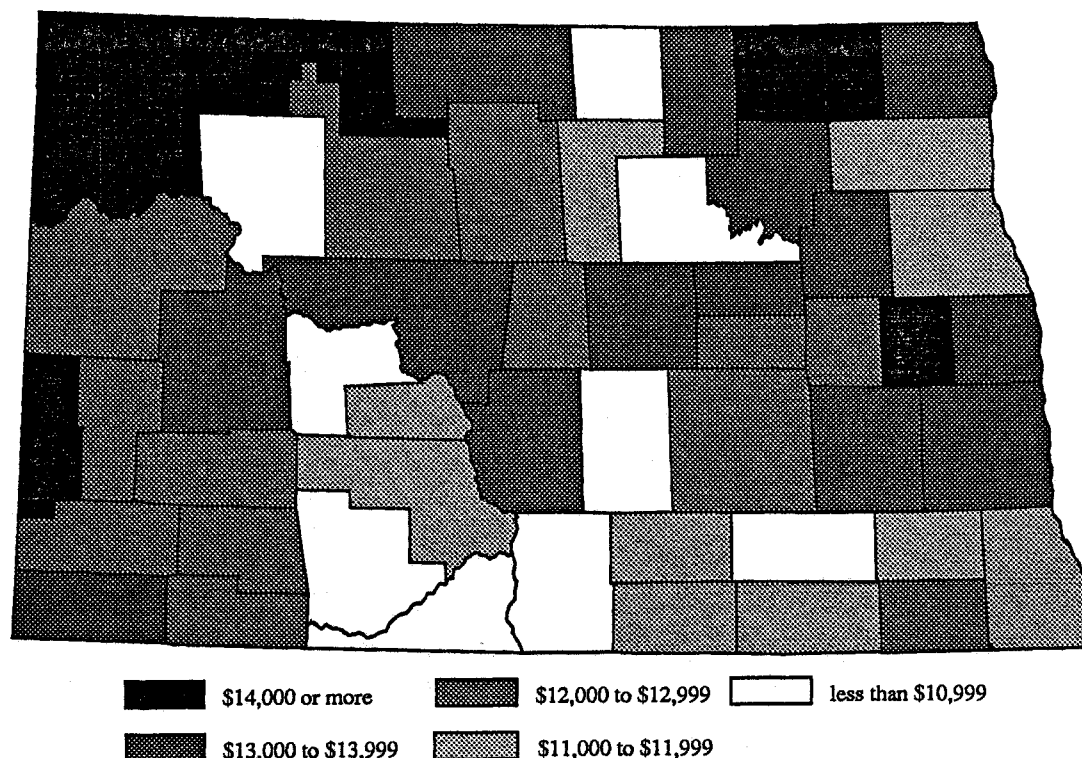 $14,000 or more
$12,000 to $12,999
less than $10,999
$13,000 to $13,999
$11,000 to $11,999